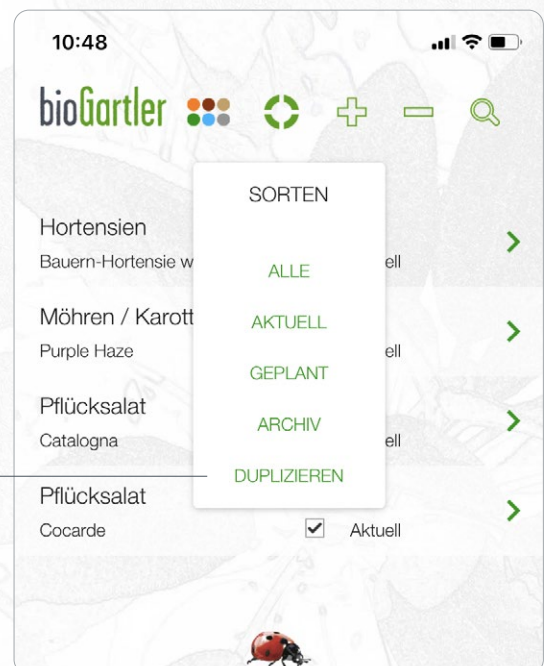 10:48
bioGartler
SORTEN
ALLE
AKTUELL
GEPLANT
ARCHIV
DUPLIZIEREN
Hortensien
Bauern-Hortensie w
ell
Möhren / Karott
Purple Haze
ell
Pflücksalat
Catalogna
ell
Pflücksalat
Cocarde
Aktuell